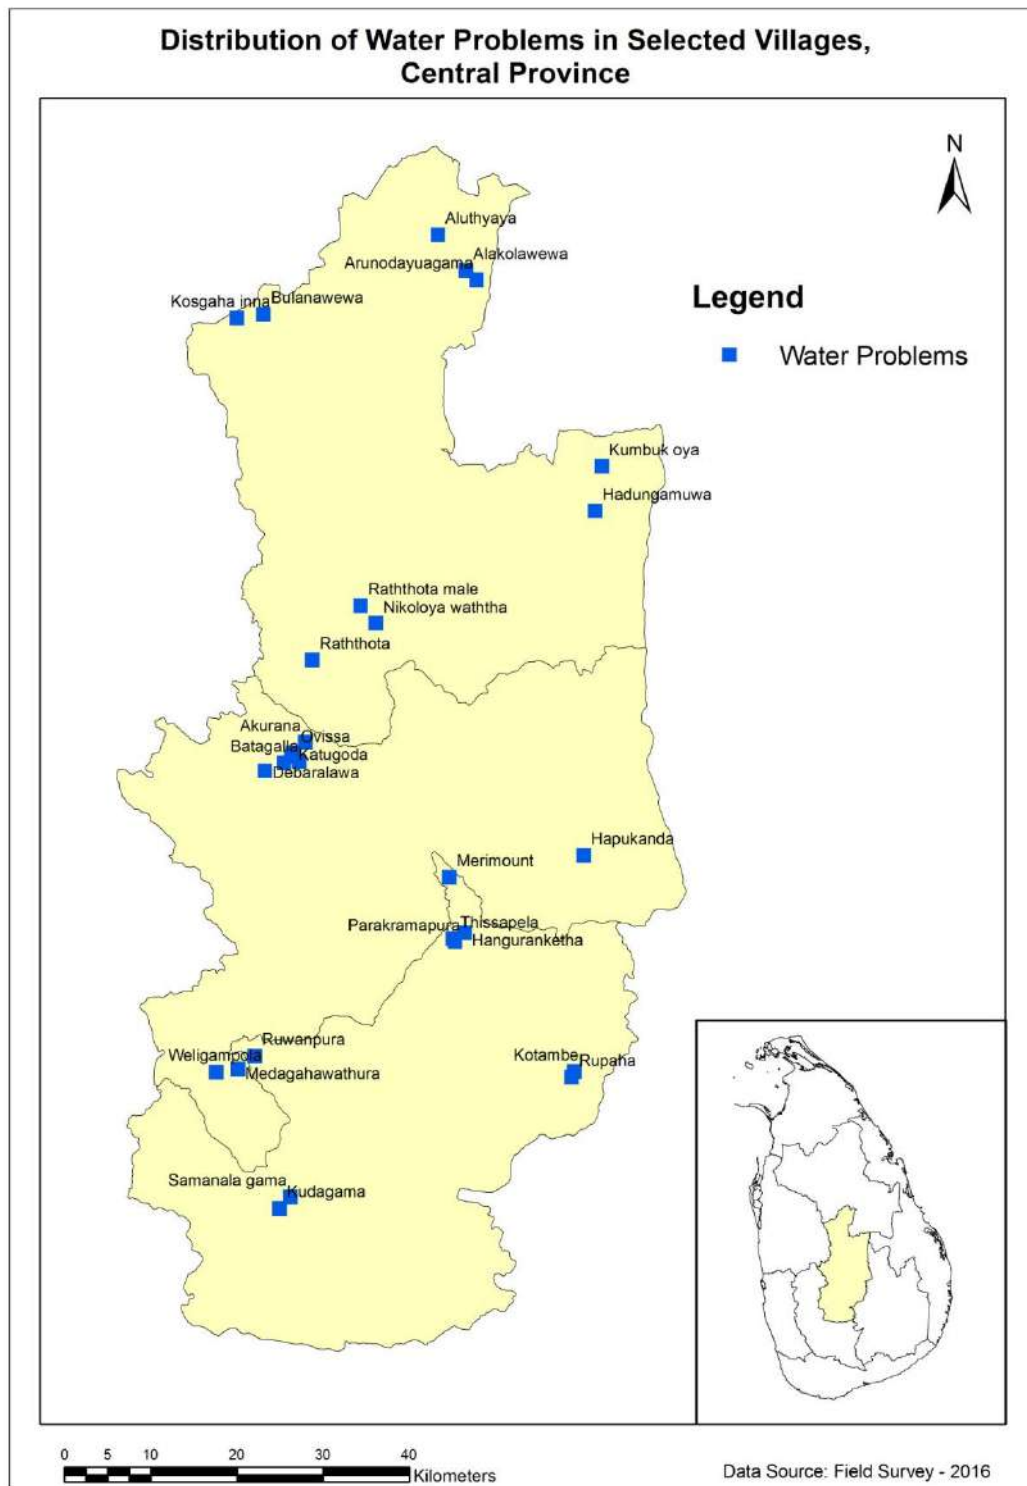 Distribution of Water Problems in Selected Villages,
Central Province
N
Aluthyaya
Alakolawewa
Arunodayuagama
Kosgaha inna
Bulanawewa
Legend
Water Problems
Kumbuk oya
Hadungamuwa
Raththota male
Nikoloya waththa
Raththota
Akurana
Ovissa
Batagalla
Katugoda
Debaralawa
Hapukanda
Merimount
Parakramapura
Thissapela
Hanguranketha
Ruwanpura
Weligampola
Medagahawathura
Kotambe
Rupaha
Samanala gama
Kudagama
0 5 10 20 30 40
Kilometers
Data Source: Field Survey - 2016